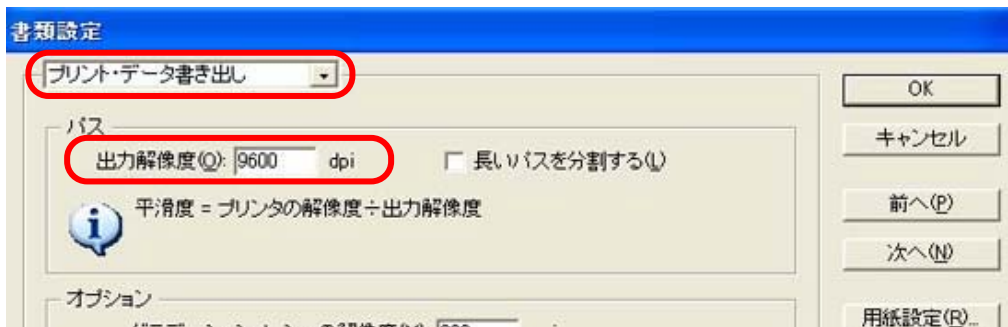 書類設定
プリント・データ書き出し
OK
パス
キャンセル
出力解像度(O): 9600 dpi
長いパスを分割する(L)
平滑度 = プリンタの解像度÷出力解像度
前へ(P)
次へ(N)
オプション
用紙設定(R)...